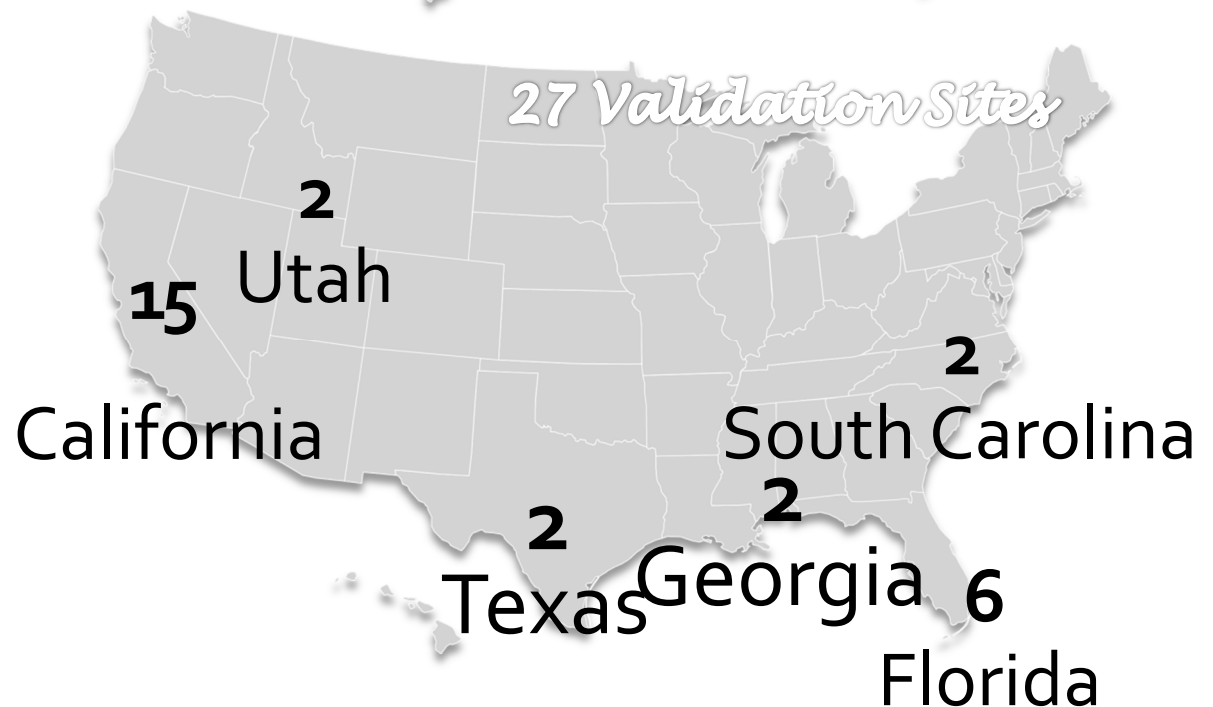 27 Validation Sites
2
Utah
15
California
2
South Carolina
2
Georgia
2
Texas
6
Florida